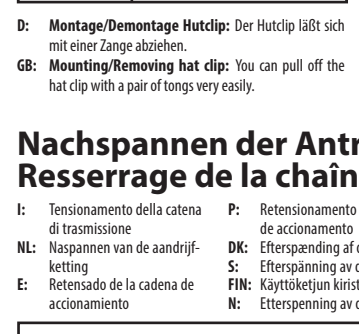 D: Montage/Demontage Hutclip: Der Hutclip läßt sich
mit einer Zange abziehen.
GB: Mounting/Removing hat clip: You can pull off the
hat clip with a pair of tongs very easily.
Nachspannen der Antr
Resserrage de la chaîn
I: Tensionamento della catena
di trasmissione
NL: Naspannen van de aandrijf-
ketting
E: Retensado de la cadena de
accionamiento
P: Retensionamento
de accionamento
DK: Efterspænding af
S: Efterspänning av
FIN: Käyttöketjun kirist
N: Etterspenning av